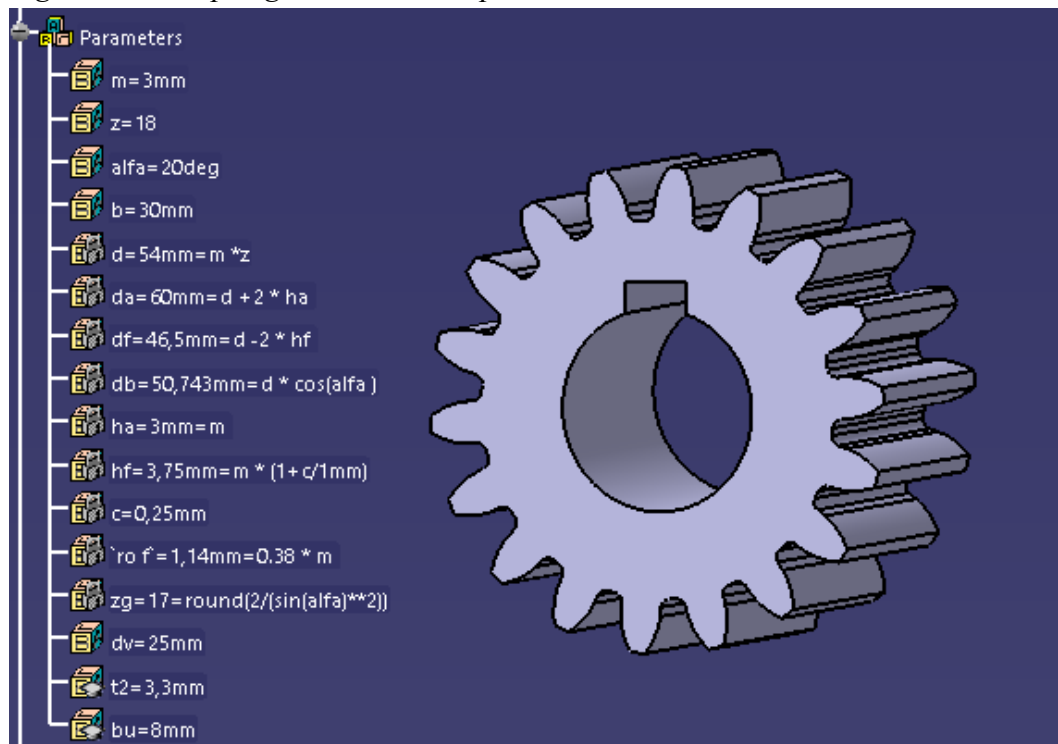 Parameters
m=3mm
z=18
alfa=20deg
b=30mm
d=54mm=m *z
da=60mm=d +2 * ha
df=46,5mm=d -2 * hf
db=50,743mm=d * cos(alfa )
ha=3mm=m
hf=3,75mm=m * (1+c/1mm)
c=0,25mm
`ro f`=1,14mm=0.38 * m
zg=17=round(2/(sin(alfa)**2))
dv=25mm
t2=3,3mm
bu=8mm